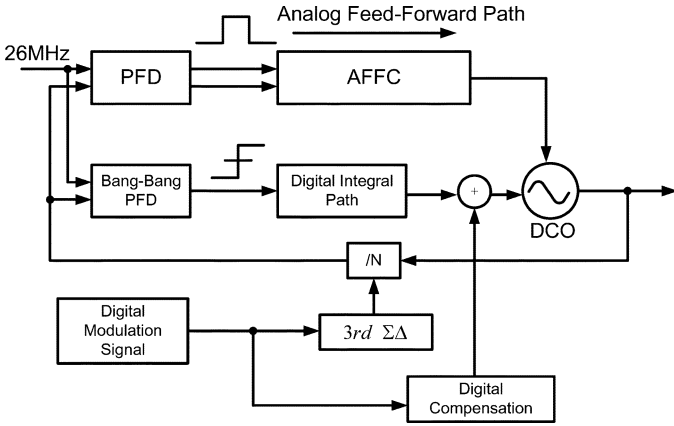 Analog Feed-Forward Path
26MHz
PFD
AFFC
Bang-Bang
PFD
Digital Integral
Path
+
DCO
/N
Digital
Modulation
Signal
3rd ΣΔ
Digital
Compensation